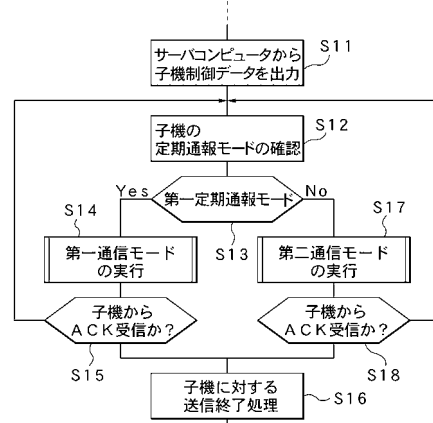 サーバコンピュータから
子機制御データを出力
S11
子機の
定期通報モードの確認
S12
Yes
第一定期通報モード
No
S13
S14
第一通信モード
の実行
S17
第二通信モード
の実行
子機から
ACK受信か?
S15
子機から
ACK受信か?
S18
子機に対する
送信終了処理
S16